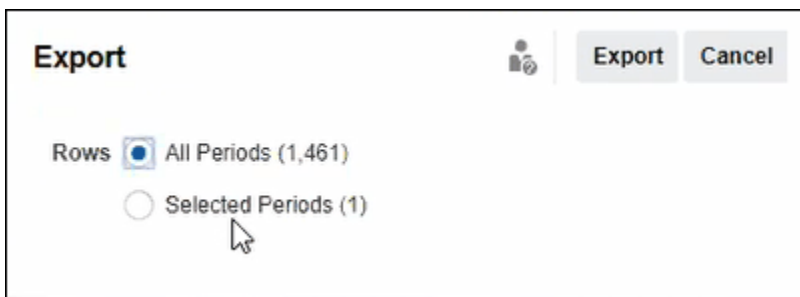 Export Export Cancel
Rows All Periods (1,461)
Selected Periods (1)